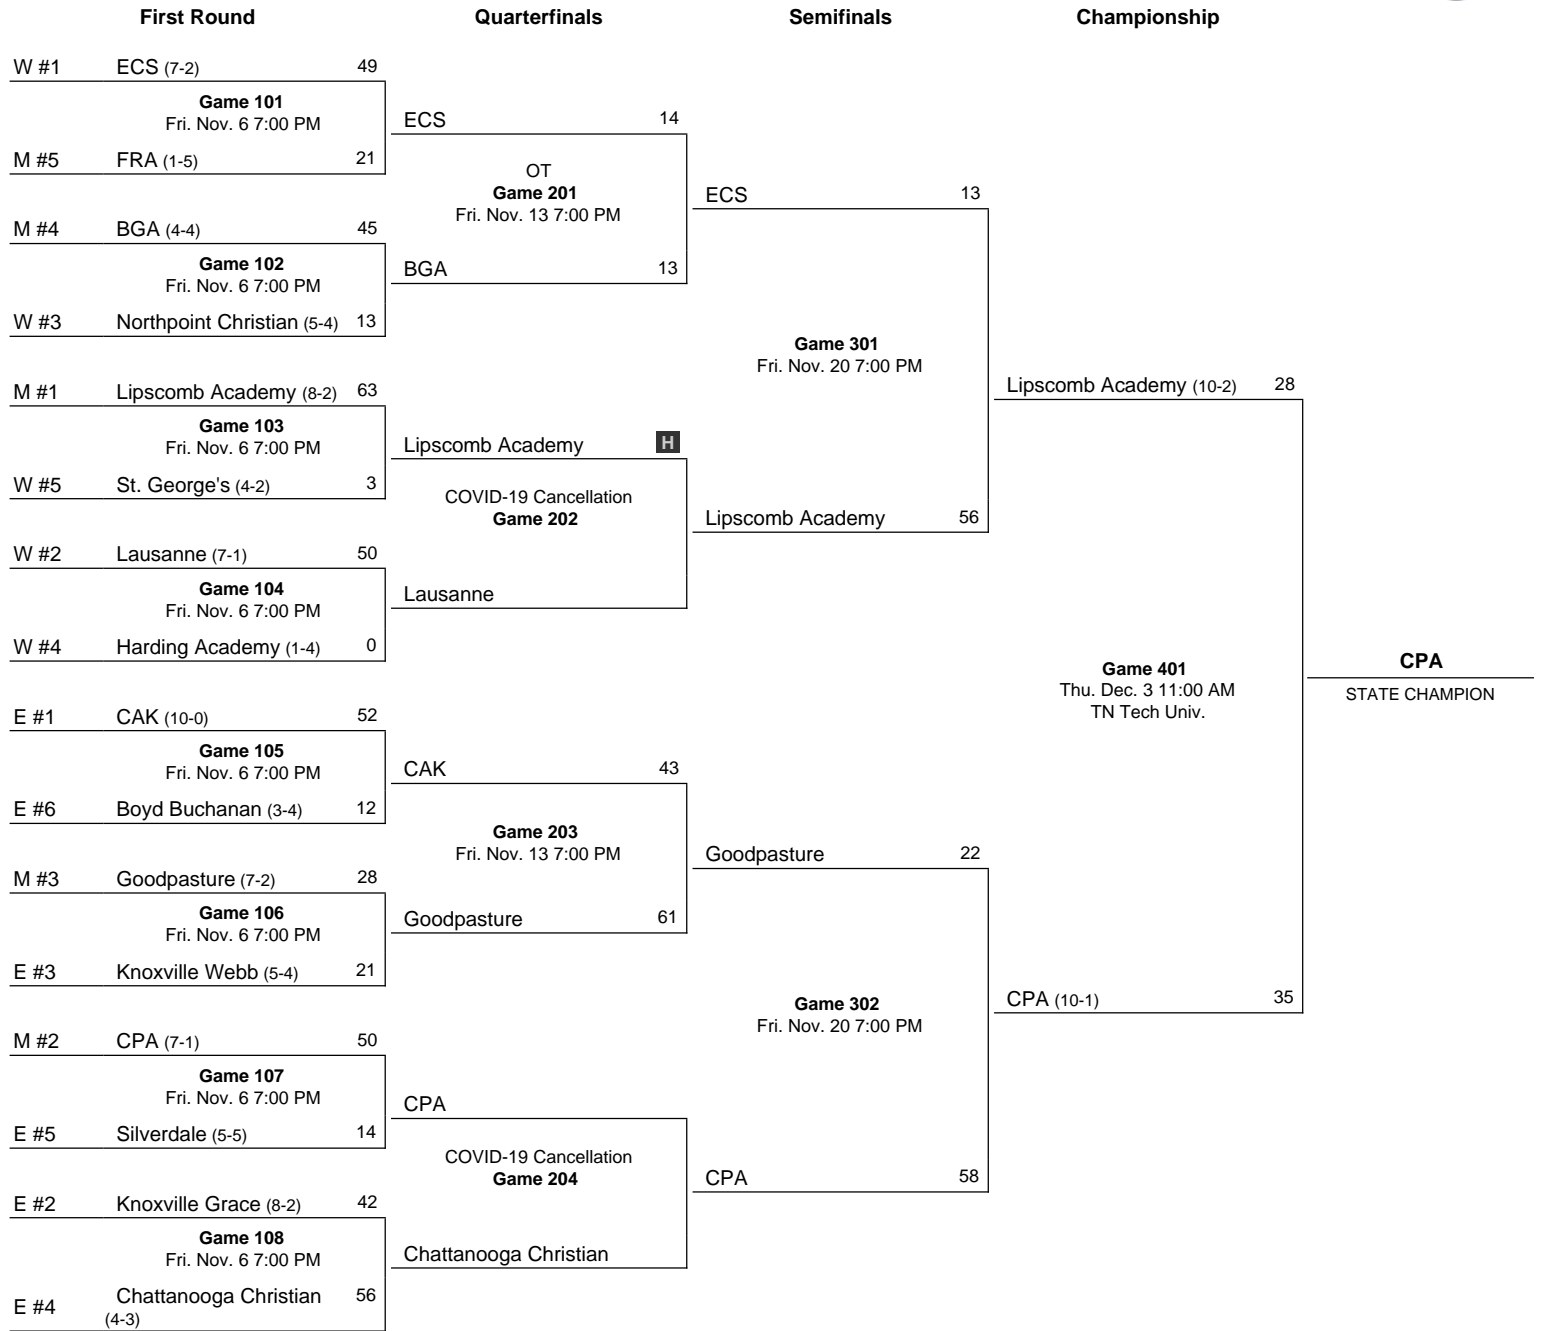 First Round Quarterfinals Semifinals Championship
W #1 ECS (7-2) 49
Game 101
Fri. Nov. 6 7:00 PM
M #5 FRA (1-5) 21
M #4 BGA (4-4) 45
Game 102
Fri. Nov. 6 7:00 PM
W #3 Northpoint Christian (5-4) 13
M #1 Lipscomb Academy (8-2) 63
Game 103
Fri. Nov. 6 7:00 PM
W #5 St. George's (4-2) 3
W #2 Lausanne (7-1) 50
Game 104
Fri. Nov. 6 7:00 PM
W #4 Harding Academy (1-4) 0
E #1 CAK (10-0) 52
Game 105
Fri. Nov. 6 7:00 PM
E #6 Boyd Buchanan (3-4) 12
M #3 Goodpasture (7-2) 28
Game 106
Fri. Nov. 6 7:00 PM
E #3 Knoxville Webb (5-4) 21
M #2 CPA (7-1) 50
Game 107
Fri. Nov. 6 7:00 PM
E #5 Silverdale (5-5) 14
E #2 Knoxville Grace (8-2) 42
Game 108
Fri. Nov. 6 7:00 PM
E #4 Chattanooga Christian 56
(4-3)
ECS 14
OT
Game 201
Fri. Nov. 13 7:00 PM
BGA 13
Lipscomb Academy H
COVID-19 Cancellation
Game 202
Lausanne
CAK 43
Game 203
Fri. Nov. 13 7:00 PM
Goodpasture 61
CPA
COVID-19 Cancellation
Game 204
Chattanooga Christian
ECS 13
Game 301
Fri. Nov. 20 7:00 PM
Lipscomb Academy 56
Goodpasture 22
Game 302
Fri. Nov. 20 7:00 PM
CPA 58
Lipscomb Academy (10-2) 28
Game 401
Thu. Dec. 3 11:00 AM
TN Tech Univ.
CPA (10-1) 35
CPA
STATE CHAMPION